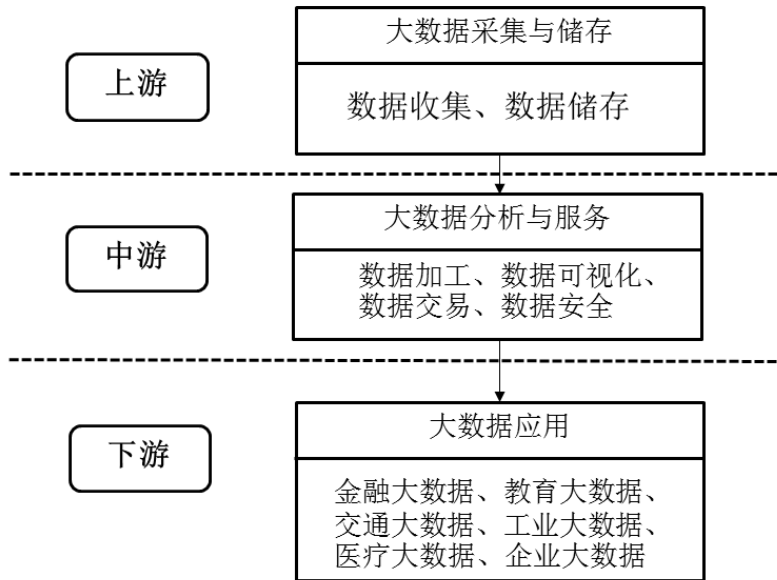 上游
大数据采集与储存
数据收集、数据储存
中游
大数据分析与服务
数据加工、数据可视化、
数据交易、数据安全
下游
大数据应用
金融大数据、教育大数据、
交通大数据、工业大数据、
医疗大数据、企业大数据